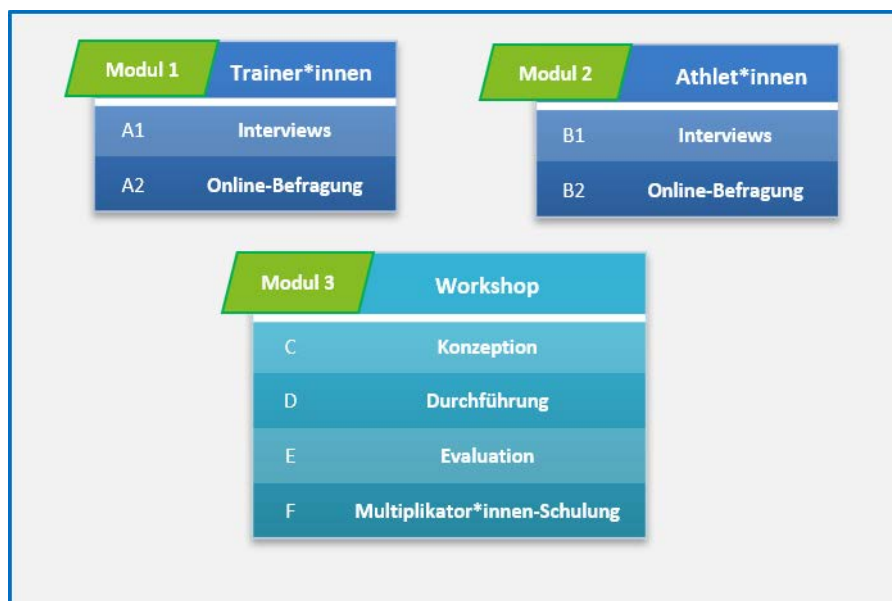 Modul 1 Trainer*innen
A1 Interviews
A2 Online-Befragung
Modul 2 Athlet*innen
B1 Interviews
B2 Online-Befragung
Modul 3 Workshop
C Konzeption
D Durchführung
E Evaluation
F Multiplikator*innen-Schulung